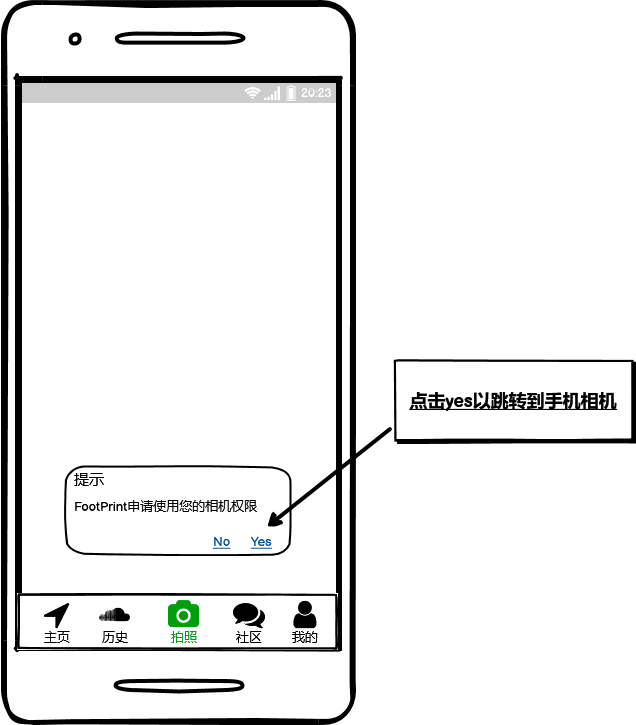 20:23
点击yes以跳转到手机相机
提示
FootPrint申请使用您的相机权限
No Yes
主页 历史 拍照 社区 我的